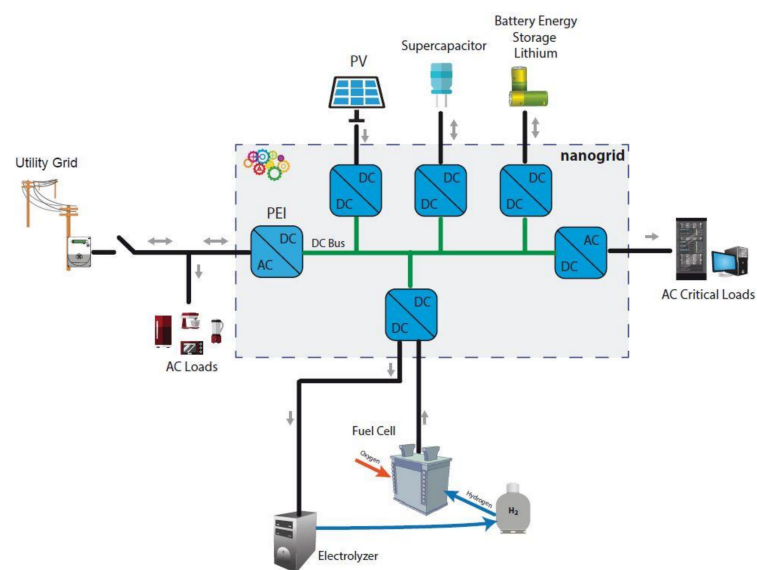 Battery Energy
Storage
Lithium
Supercapacitor
PV
nanogrid
Utility Grid
DC
DC
DC
DC
DC
DC
PEI
DC
AC
DC Bus
AC
DC
AC Critical Loads
DC
DC
AC Loads
Fuel Cell
Oxygen
Hydrogen
H2
Electrolyzer